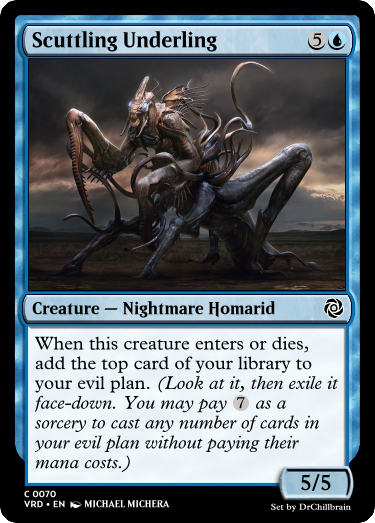 Scuttling Underling 5
Creature — Nightmare Homarid
When this creature enters or dies,
add the top card of your library to
your evil plan. (Look at it, then exile it
face-down. You may pay 7 as a
sorcery to cast any number of cards in
your evil plan without paying their
mana costs.)
5/5
C 0070
VRD • EN MICHAEL MICHERA
Set by DrChillbrain